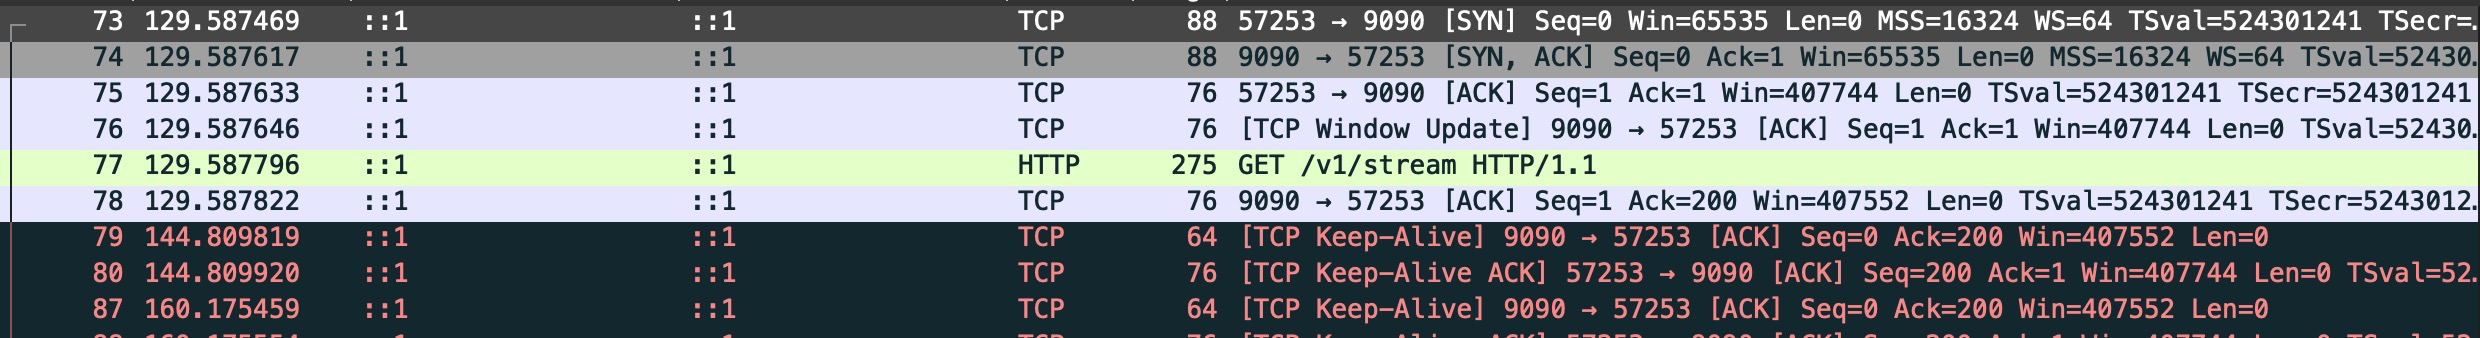 73 129.587469 ::1 ::1 TCP 88 57253 → 9090 [SYN] Seq=0 Win=65535 Len=0 MSS=16324 WS=64 TSval=524301241 TSecr=…
74 129.587617 ::1 ::1 TCP 88 9090 → 57253 [SYN, ACK] Seq=0 Ack=1 Win=65535 Len=0 MSS=16324 WS=64 TSval=52430…
75 129.587633 ::1 ::1 TCP 76 57253 → 9090 [ACK] Seq=1 Ack=1 Win=407744 Len=0 TSval=524301241 TSecr=524301241
76 129.587646 ::1 ::1 TCP 76 [TCP Window Update] 9090 → 57253 [ACK] Seq=1 Ack=1 Win=407744 Len=0 TSval=52430…
77 129.587796 ::1 ::1 HTTP 275 GET /v1/stream HTTP/1.1
78 129.587822 ::1 ::1 TCP 76 9090 → 57253 [ACK] Seq=1 Ack=200 Win=407552 Len=0 TSval=524301241 TSecr=5243012…
79 144.809819 ::1 ::1 TCP 64 [TCP Keep-Alive] 9090 → 57253 [ACK] Seq=0 Ack=200 Win=407552 Len=0
80 144.809920 ::1 ::1 TCP 76 [TCP Keep-Alive ACK] 57253 → 9090 [ACK] Seq=200 Ack=1 Win=407744 Len=0 TSval=52…
87 160.175459 ::1 ::1 TCP 64 [TCP Keep-Alive] 9090 → 57253 [ACK] Seq=0 Ack=200 Win=407552 Len=0